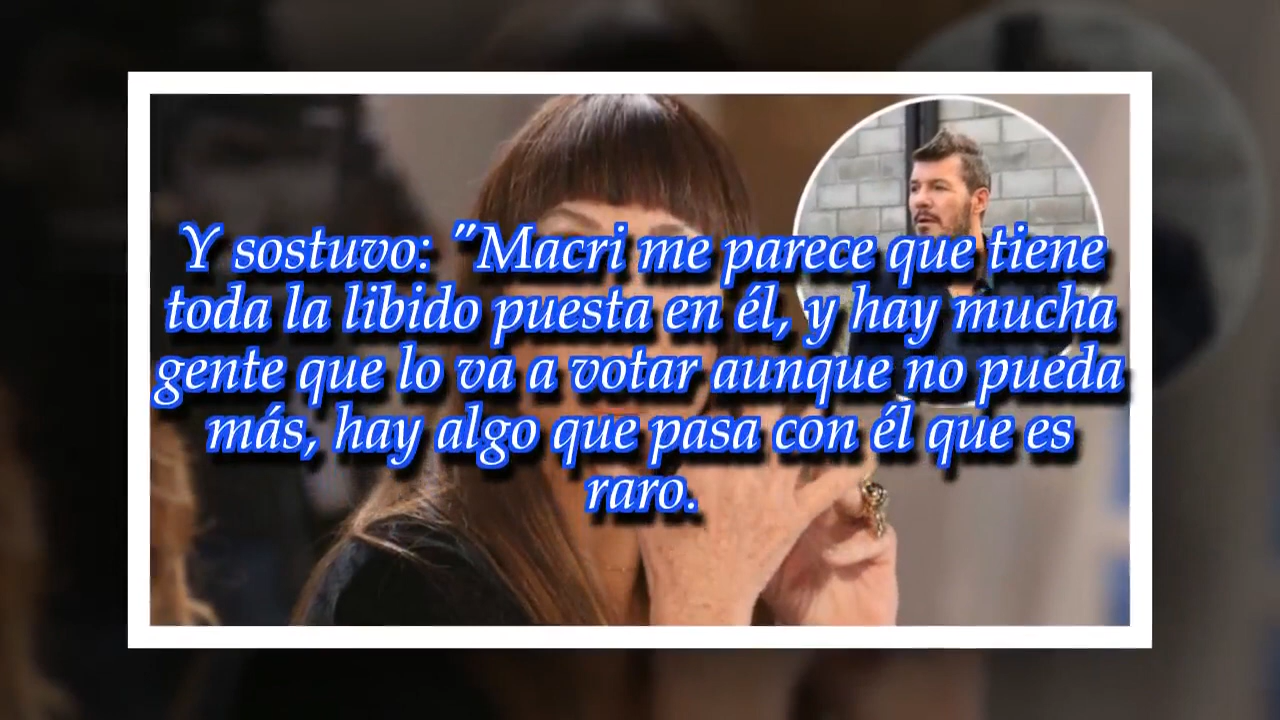 Y sostuvo: "Macri me parece que tiene
toda la libido puesta en él, y hay mucha
gente que lo va a votar aunque no pueda
más, hay algo que pasa con él que es
raro.